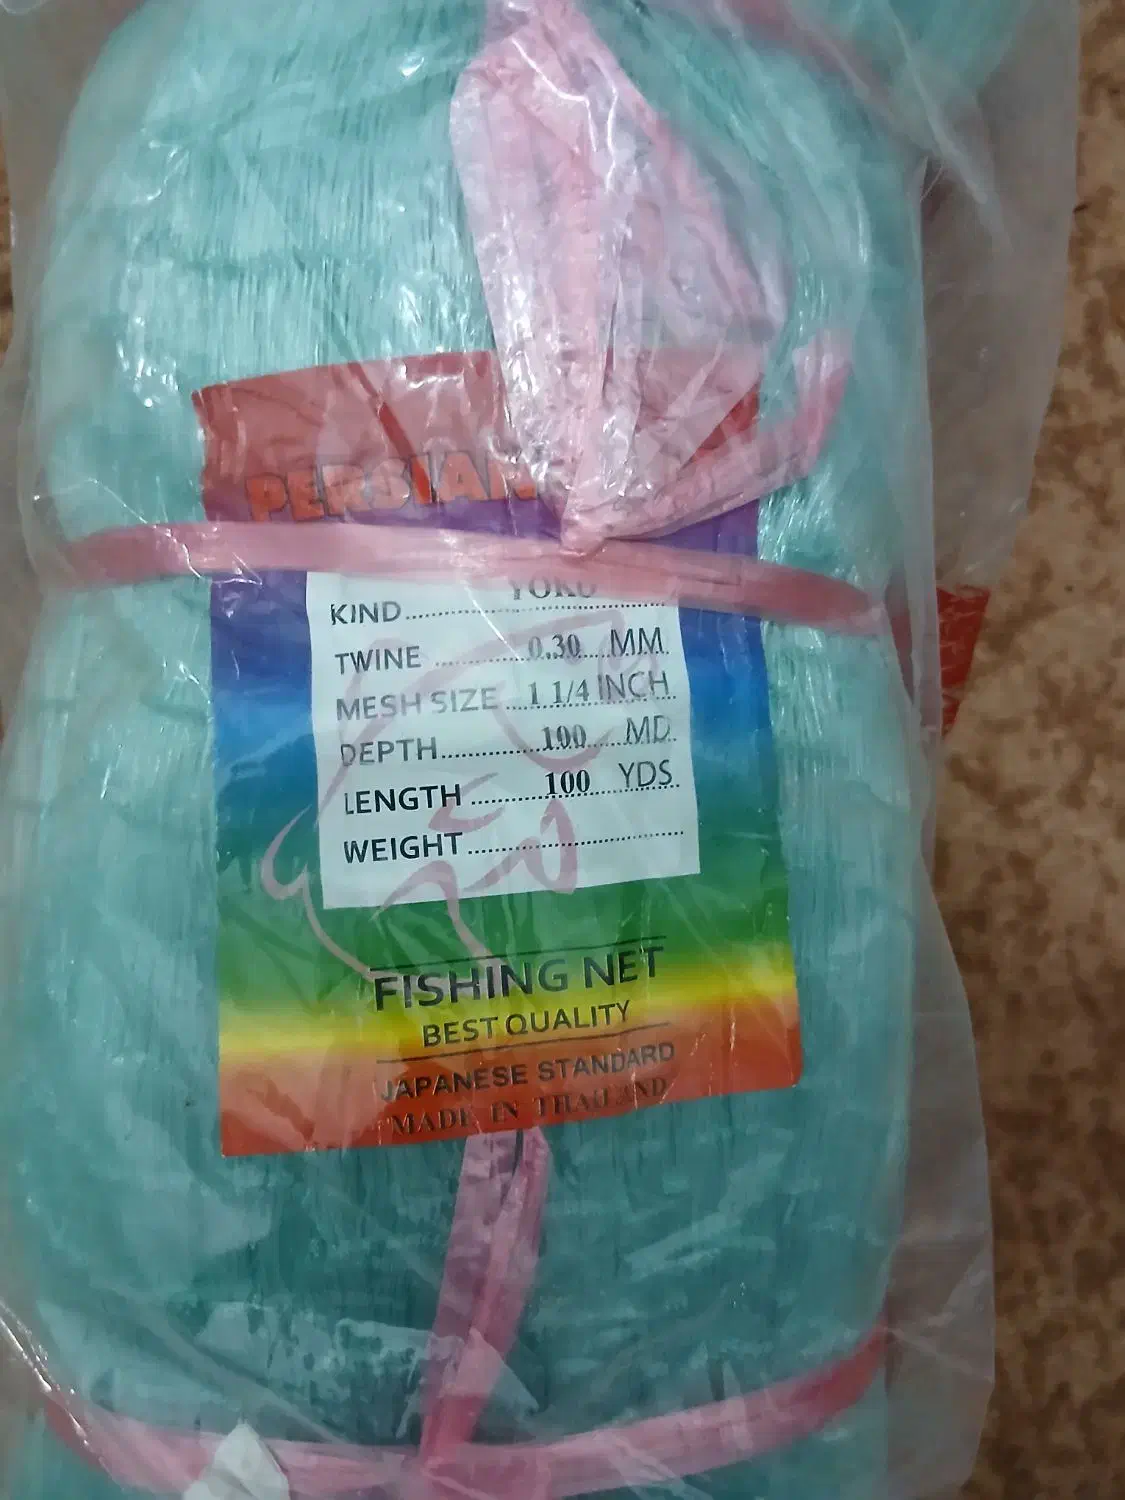 PERSIAN
KIND........................ YOKO
TWINE ............ 0.30 MM
MESH SIZE ... 1 1/4 INCH
DEPTH............. 100 MD
LENGTH .......... 100 YDS
WEIGHT.............................
FISHING NET
BEST QUALITY
JAPANESE STANDARD
MADE IN THAILAND